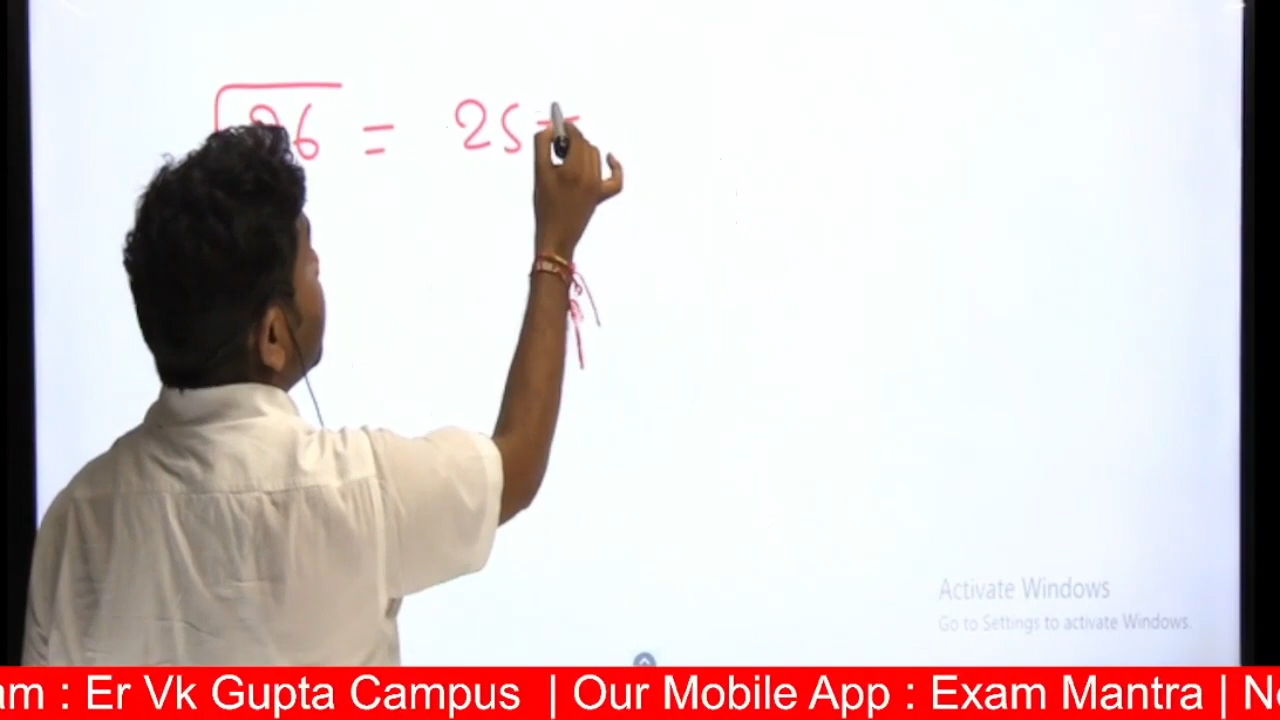 √26 = 25
Activate Windows
Go to Settings to activate Windows.
am : Er Vk Gupta Campus | Our Mobile App : Exam Mantra | No